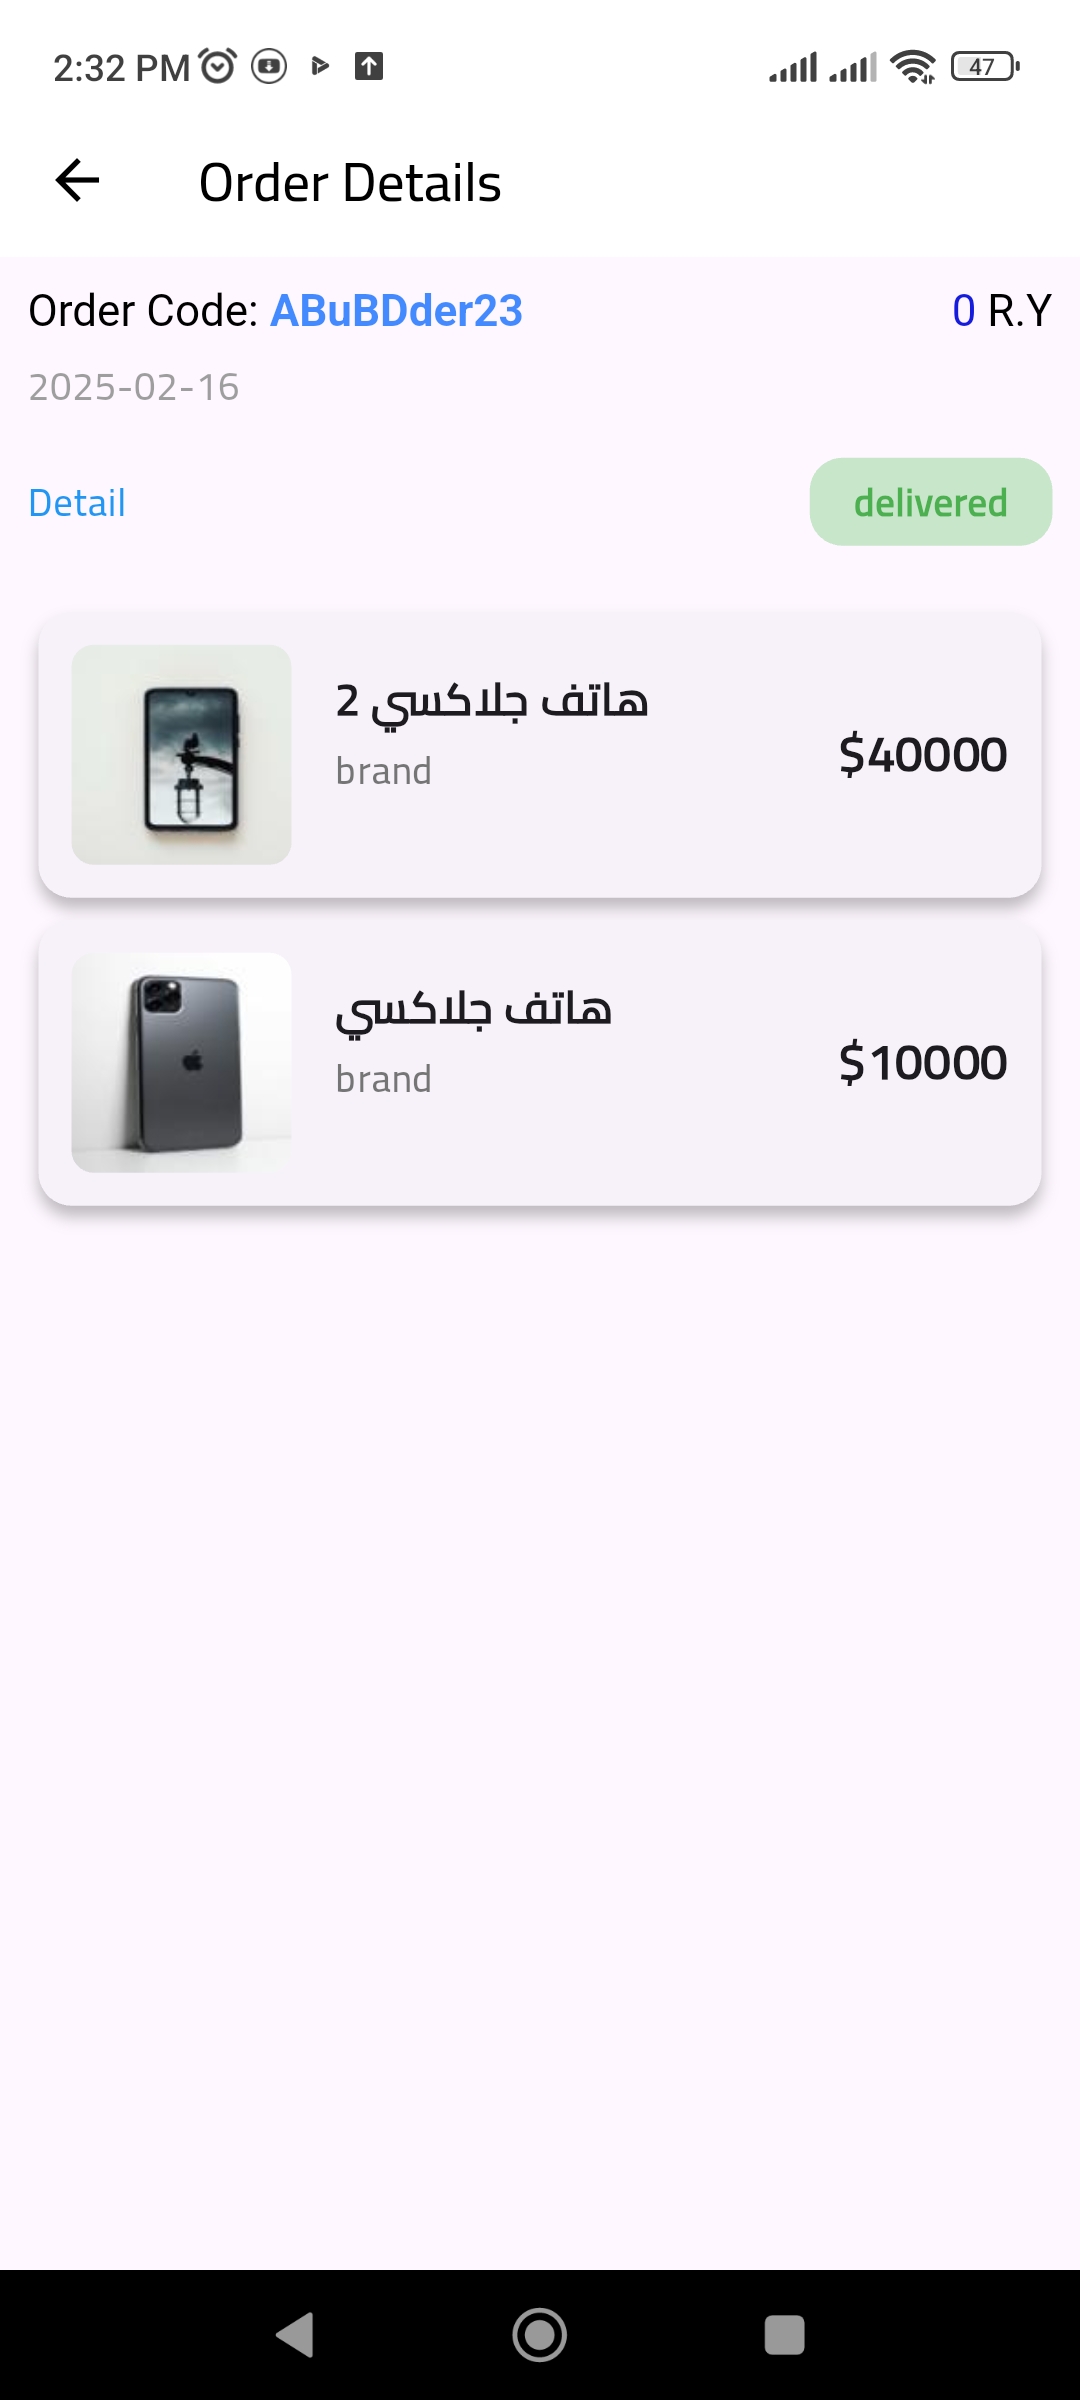 2:32 PM
47
Order Details
Order Code: ABuBDder23
0 R.Y
2025-02-16
Detail
delivered
هاتف جلاكسي 2
brand
$40000
هاتف جلاكسي
brand
$10000